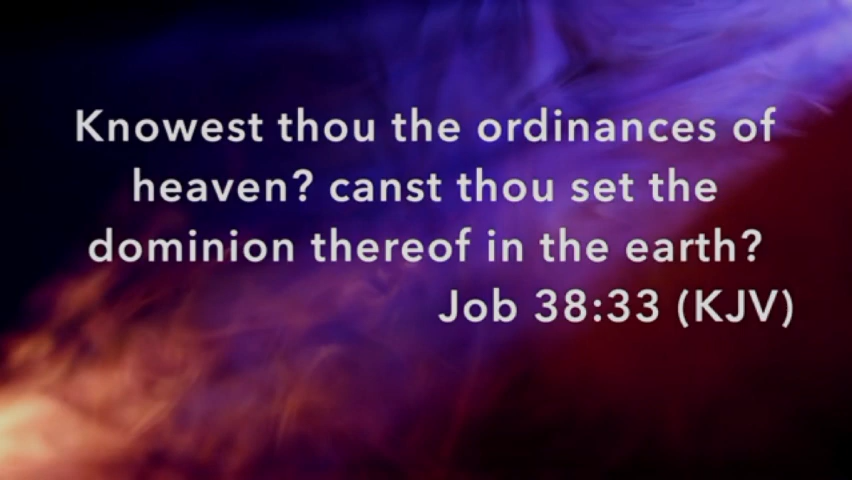 Knowest thou the ordinances of
heaven? canst thou set the
dominion thereof in the earth?
Job 38:33 (KJV)